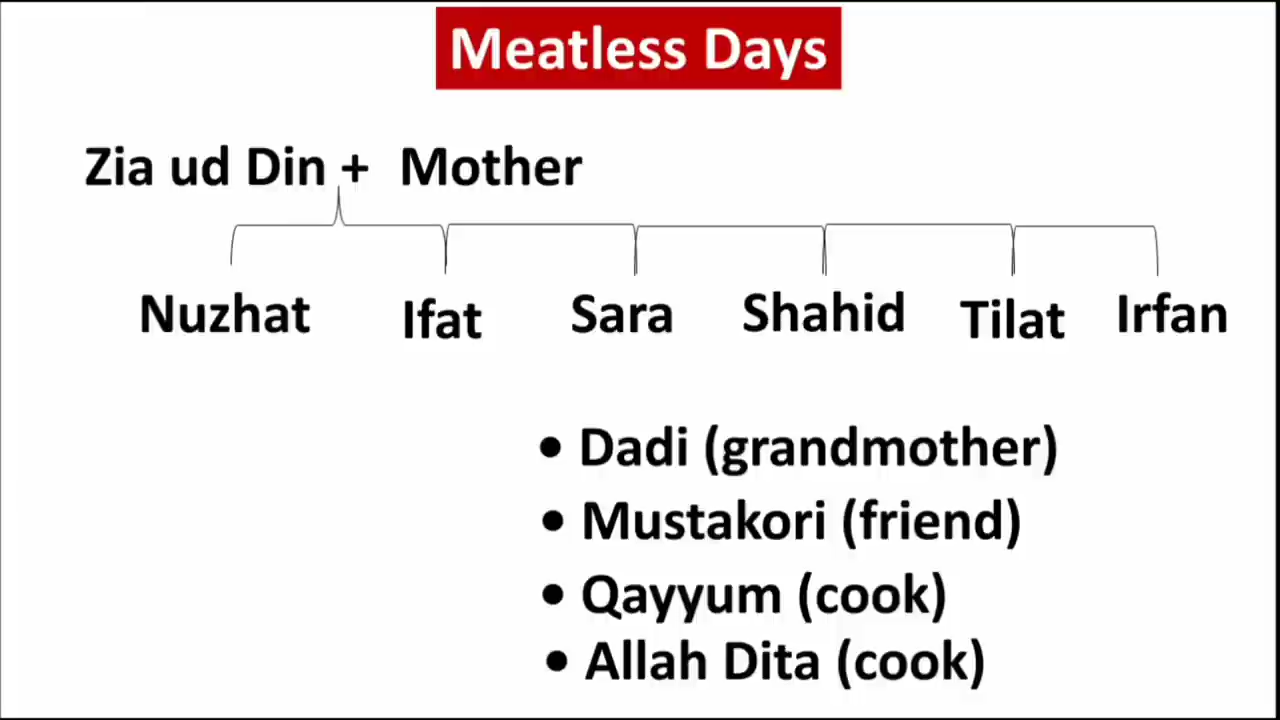 Meatless Days
Zia ud Din + Mother
Nuzhat Ifat Sara Shahid Tilat Irfan
• Dadi (grandmother)
• Mustakori (friend)
• Qayyum (cook)
• Allah Dita (cook)